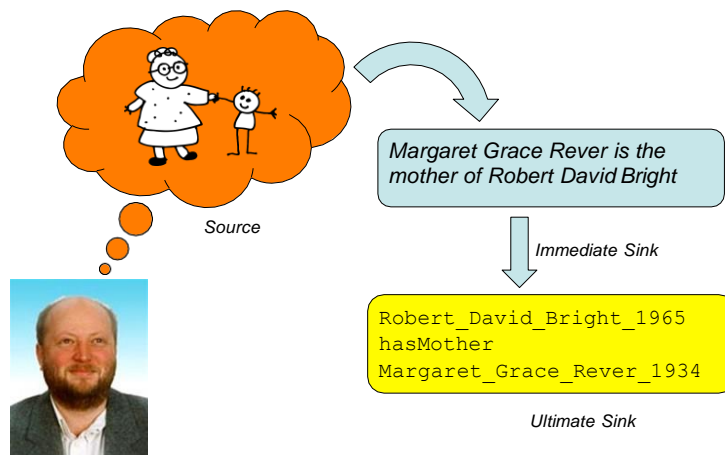 Source
Margaret Grace Rever is the
mother of Robert David Bright
Immediate Sink
Robert_David_Bright_1965
hasMother
Margaret_Grace_Rever_1934
Ultimate Sink